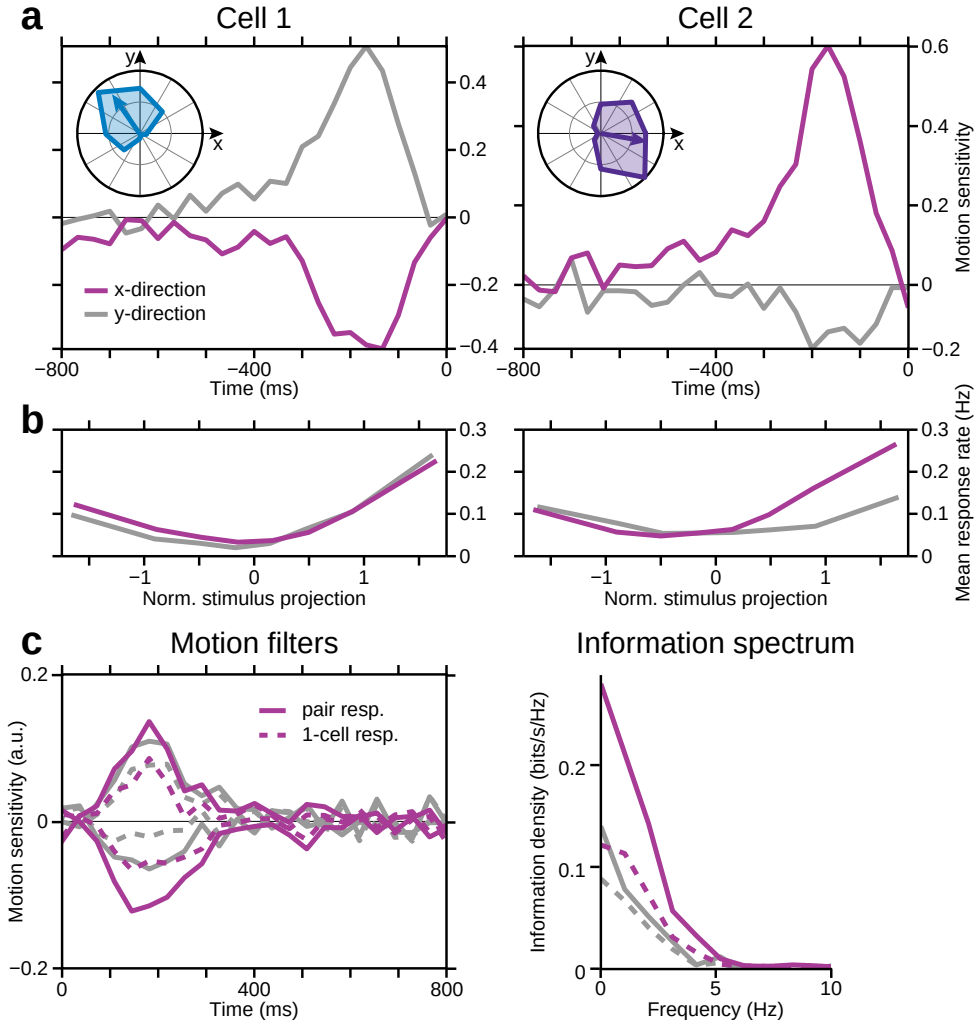 a
Cell 1
Cell 2
y
x
0.4
0.2
0
−0.2
−0.4
x-direction
y-direction
−800
−400
0
Time (ms)
y
x
0.6
0.4
0.2
0
−0.2
Motion sensitivity
−800
−400
0
Time (ms)
b
0.3
0.2
0.1
0
−1
0
1
Norm. stimulus projection
0.3
0.2
0.1
0
Mean response rate (Hz)
−1
0
1
Norm. stimulus projection
c
Motion filters
Information spectrum
0.2
0
−0.2
Motion sensitivity (a.u.)
pair resp.
1-cell resp.
0
400
800
Time (ms)
Information density (bits/s/Hz)
0.2
0.1
0
0
5
10
Frequency (Hz)